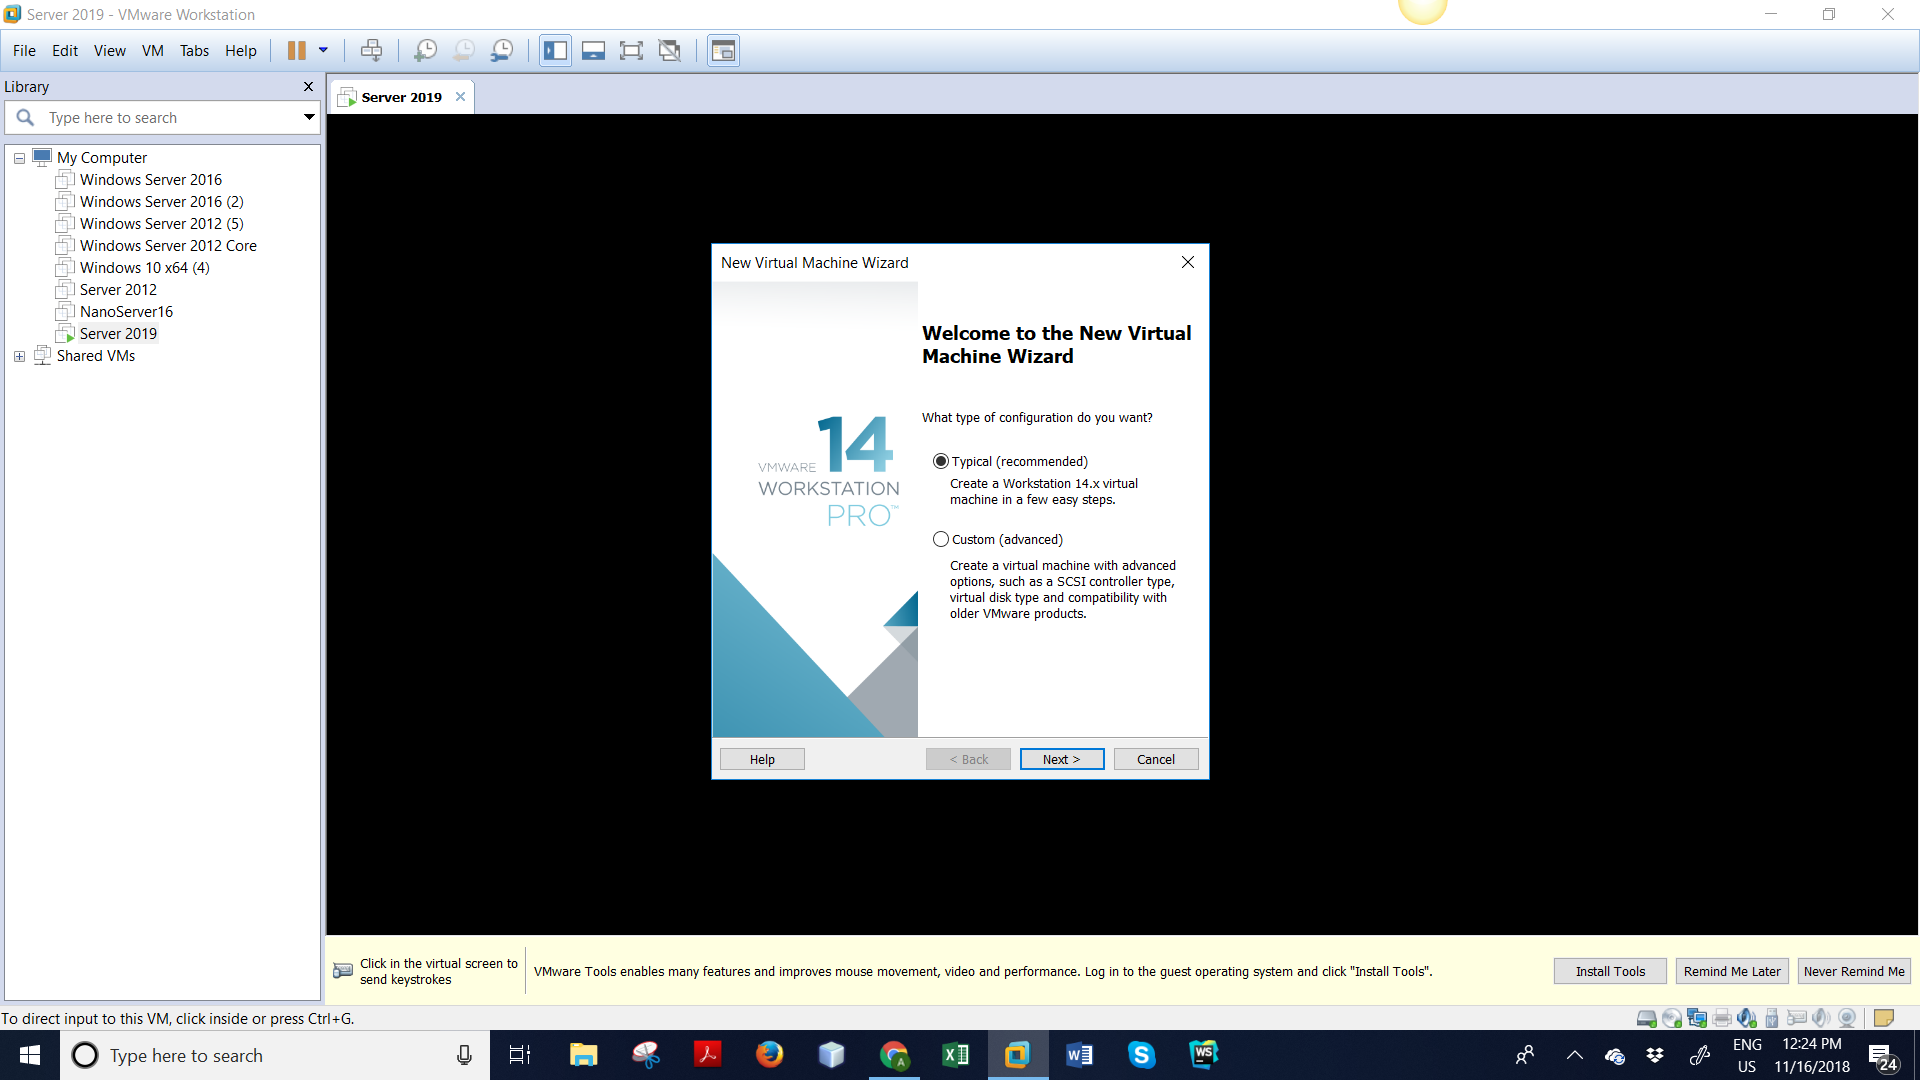 Server 2019 - VMware Workstation
File Edit View VM Tabs Help
Library
Type here to search
My Computer
Windows Server 2016
Windows Server 2016 (2)
Windows Server 2012 (5)
Windows Server 2012 Core
Windows 10 x64 (4)
Server 2012
NanoServer16
Server 2019
Shared VMs
Server 2019
New Virtual Machine Wizard
VMWARE 14
WORKSTATION
PRO™
Welcome to the New Virtual
Machine Wizard
What type of configuration do you want?
Typical (recommended)
Create a Workstation 14.x virtual
machine in a few easy steps.
Custom (advanced)
Create a virtual machine with advanced
options, such as a SCSI controller type,
virtual disk type and compatibility with
older VMware products.
Help < Back Next > Cancel
Click in the virtual screen to
send keystrokes
VMware Tools enables many features and improves mouse movement, video and performance. Log in to the guest operating system and click "Install Tools".
Install Tools Remind Me Later Never Remind Me
To direct input to this VM, click inside or press Ctrl+G.
Type here to search
A
WS
ENG
US
12:24 PM
11/16/2018
24